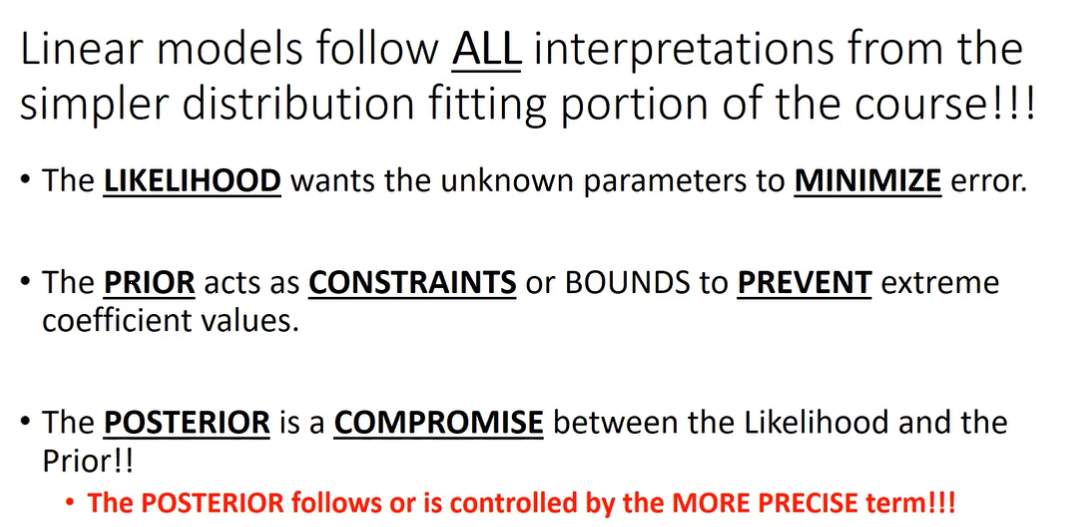 Linear models follow ALL interpretations from the
simpler distribution fitting portion of the course!!!
• The LIKELIHOOD wants the unknown parameters to MINIMIZE error.
• The PRIOR acts as CONSTRAINTS or BOUNDS to PREVENT extreme
coefficient values.
• The POSTERIOR is a COMPROMISE between the Likelihood and the
Prior!!
• The POSTERIOR follows or is controlled by the MORE PRECISE term!!!